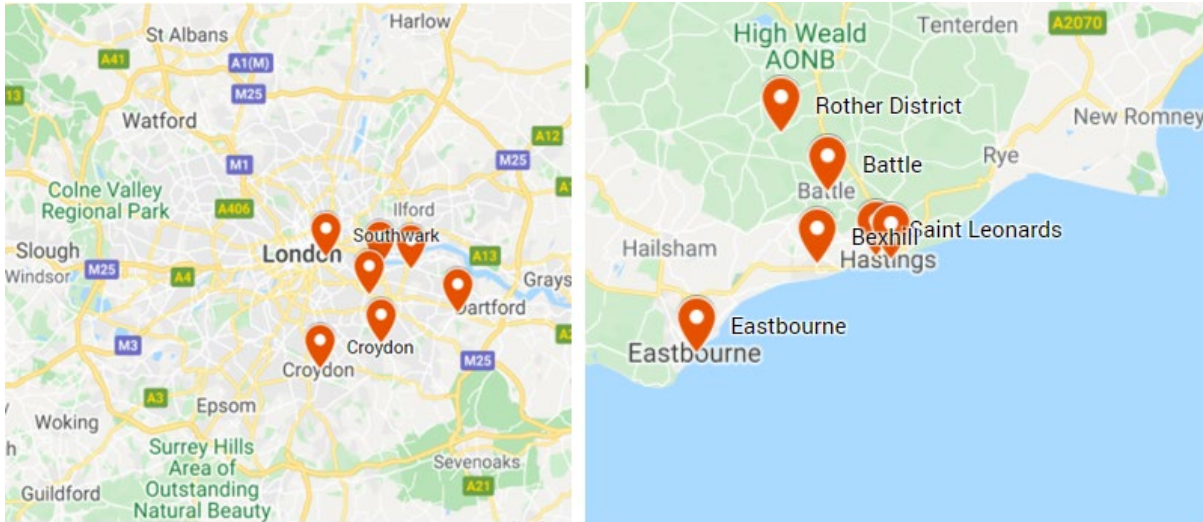 Harlow
St Albans
A41
A1(M)
M25
13
Watford
A12
M25
M1
A1
Colne Valley
Regional Park
A406
Ilford
Southwark
London
Slough
A13
Windsor
M25
A4
Grays
Dartford
M3
Croydon
Croydon
M25
A3
Epsom
Woking
h
Surrey Hills
Area of
Outstanding
Natural Beauty
Sevenoaks
A21
Guildford
Tenterden
A2070
High Weald
AONB
Rother District
New Romney
Battle
Rye
Battle
Saint Leonards
Bexhill
Hailsham
Hastings
Eastbourne
Eastbourne